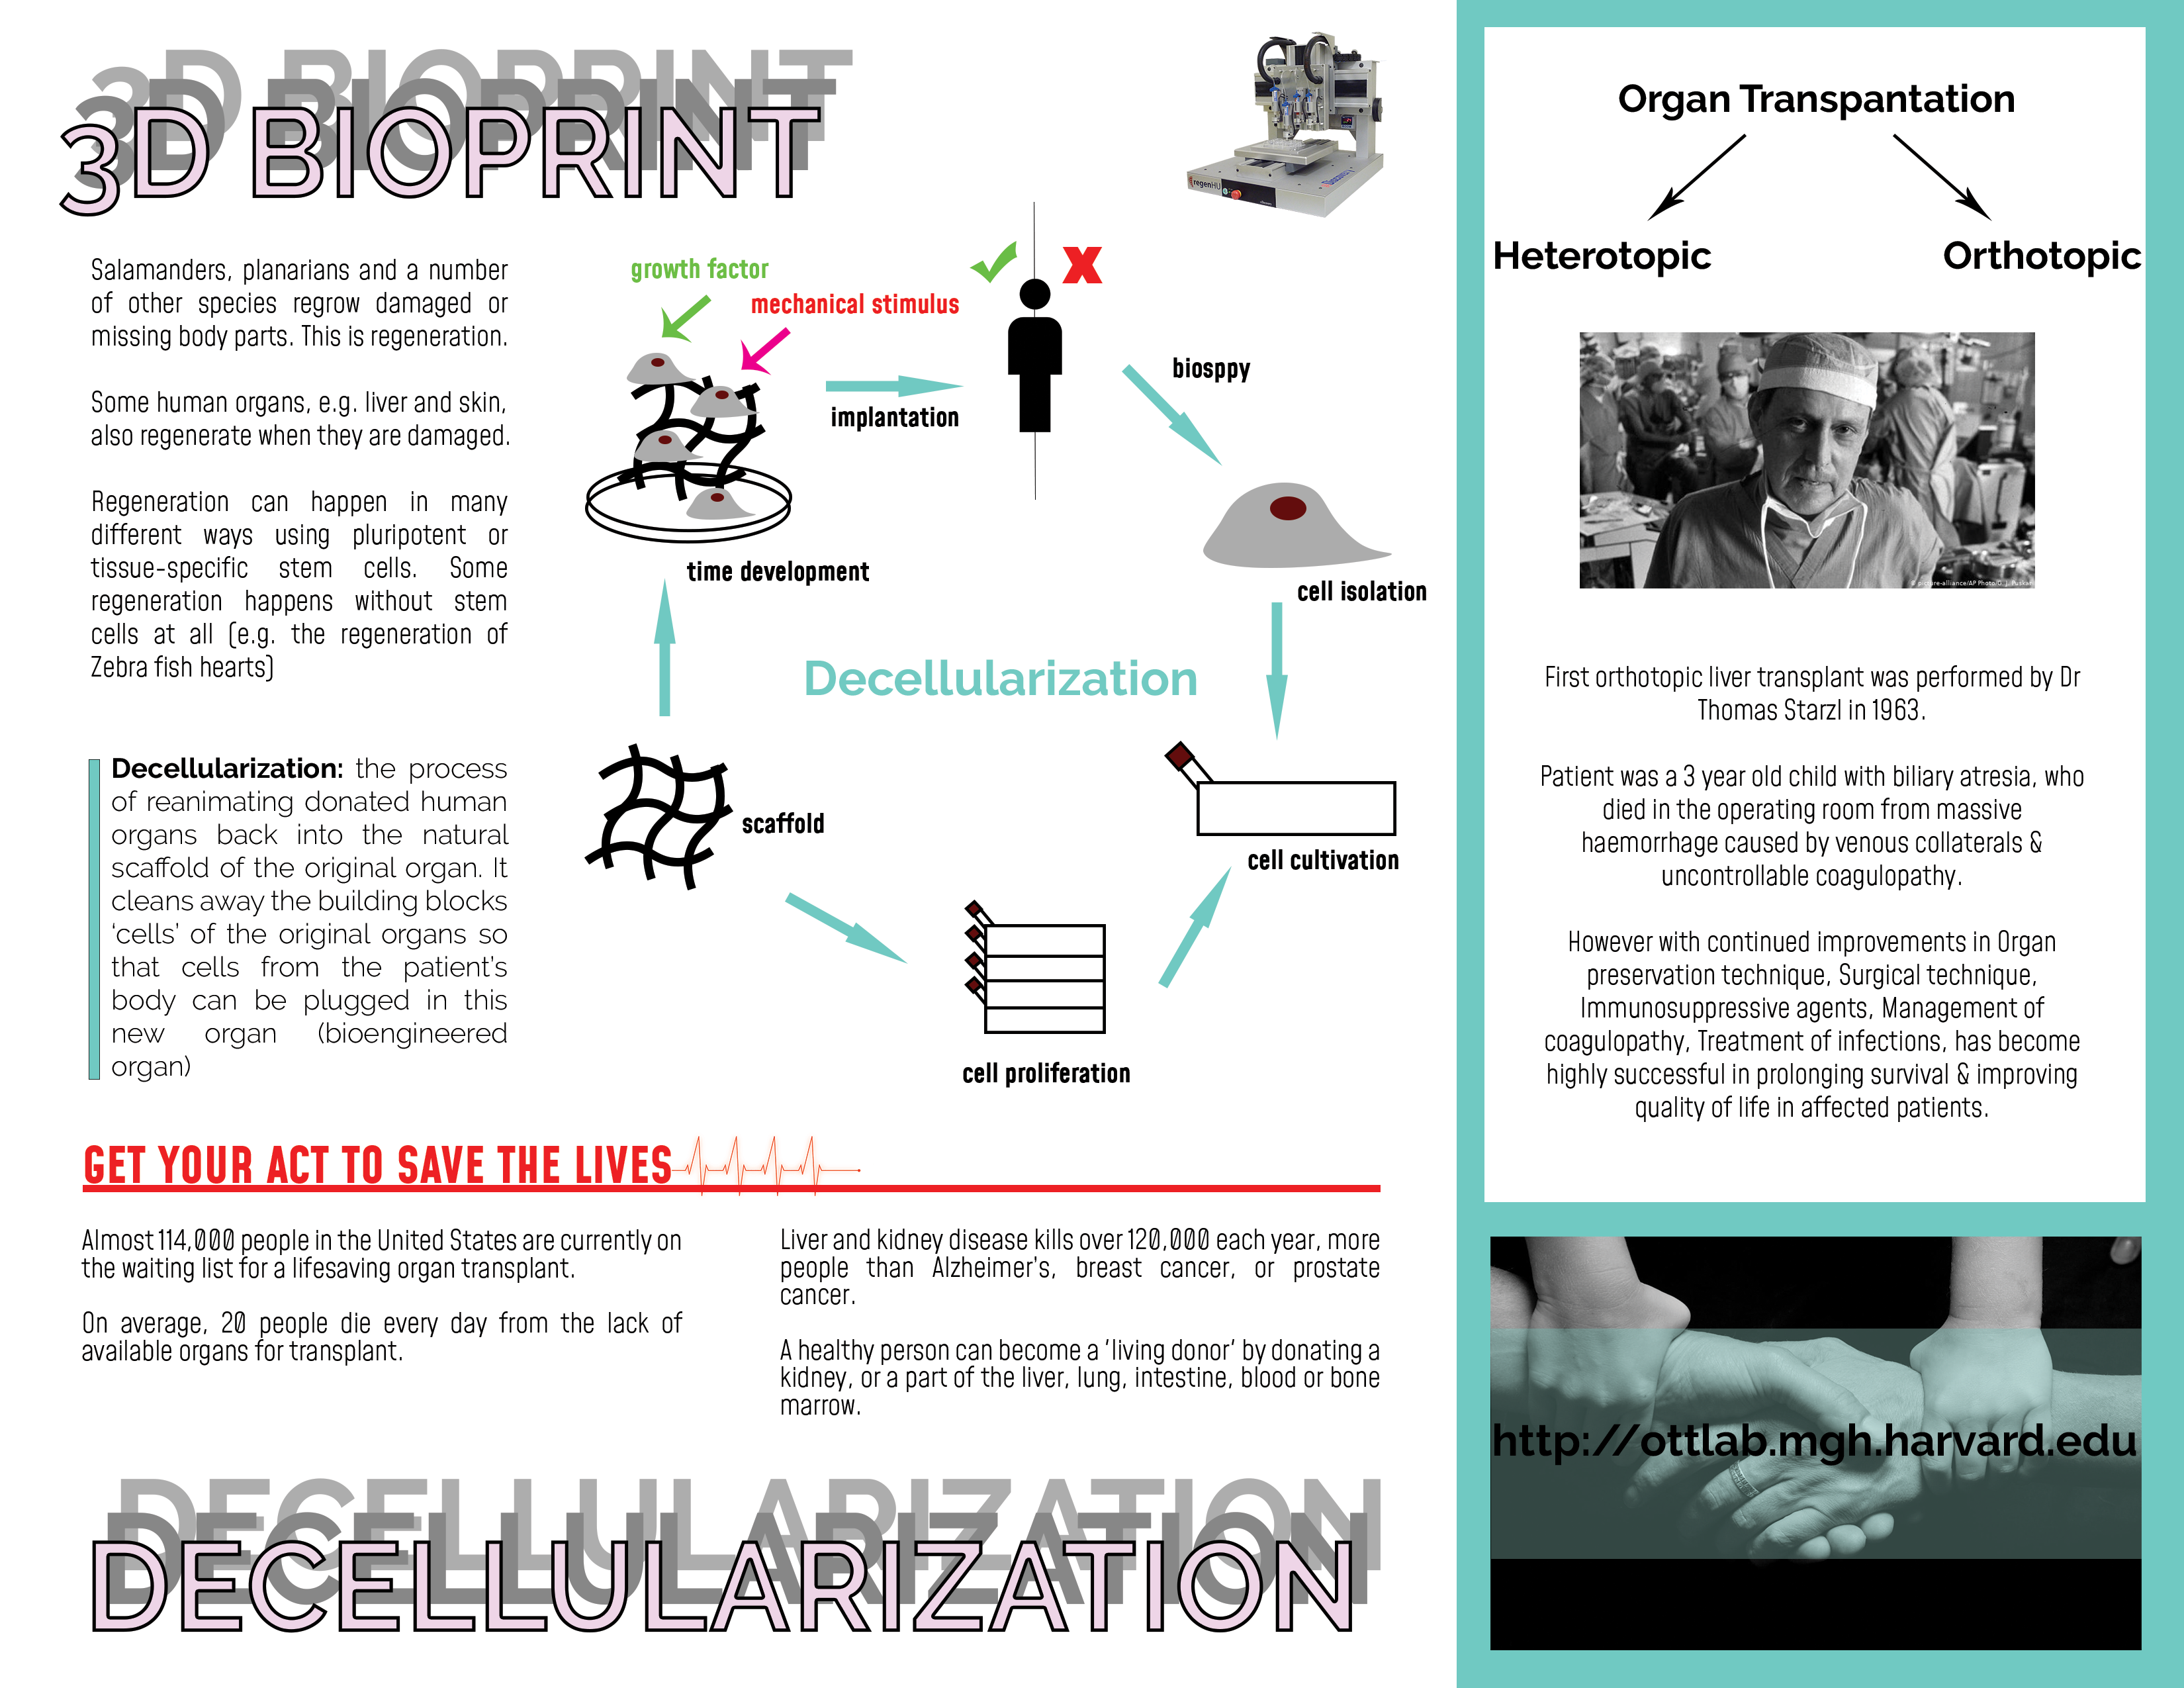 3D BIOPRINT
Salamanders, planarians and a number
of other species regrow damaged or
missing body parts. This is regeneration.
Some human organs, e.g. liver and skin,
also regenerate when they are damaged.
Regeneration can happen in many
different ways using pluripotent or
tissue-specific stem cells. Some
regeneration happens without stem
cells at all (e.g. the regeneration of
Zebra fish hearts)
Decellularization: the process
of reanimating donated human
organs back into the natural
scaffold of the original organ. It
cleans away the building blocks
‘cells’ of the original organs so
that cells from the patient's
body can be plugged in this
new organ (bioengineered
organ)
regenHU
growth factor
mechanical stimulus
X
implantation
biosppy
time development
cell isolation
Decellularization
scaffold
cell cultivation
cell proliferation
GET YOUR ACT TO SAVE THE LIVES
Almost 114,000 people in the United States are currently on
the waiting list for a lifesaving organ transplant.
On average, 20 people die every day from the lack of
available organs for transplant.
Liver and kidney disease kills over 120,000 each year, more
people than Alzheimer's, breast cancer, or prostate
cancer.
A healthy person can become a 'living donor' by donating a
kidney, or a part of the liver, lung, intestine, blood or bone
marrow.
DECELLULARIZATION
Organ Transpantation
Heterotopic
Orthotopic
© picture-alliance/AP Photo/G. J. Puskar
First orthotopic liver transplant was performed by Dr
Thomas Starzl in 1963.
Patient was a 3 year old child with biliary atresia, who
died in the operating room from massive
haemorrhage caused by venous collaterals &
uncontrollable coagulopathy.
However with continued improvements in Organ
preservation technique, Surgical technique,
Immunosuppressive agents, Management of
coagulopathy, Treatment of infections, has become
highly successful in prolonging survival & improving
quality of life in affected patients.
http://ottlab.mgh.harvard.edu